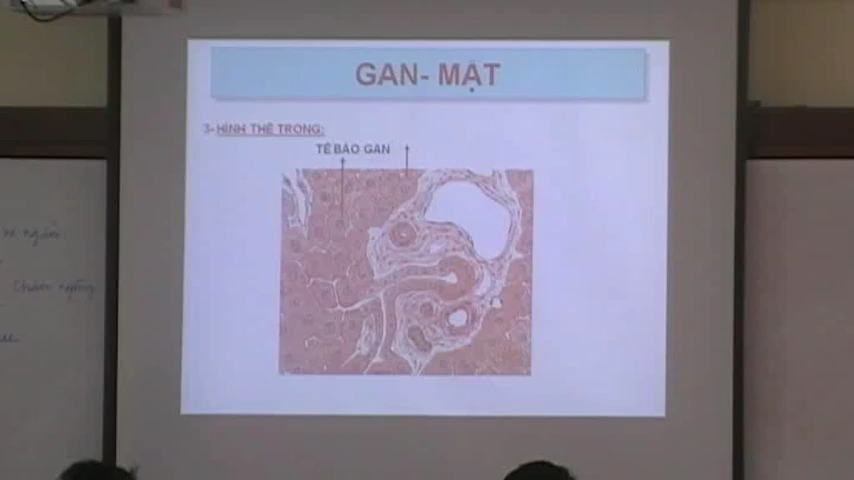 GAN- MẬT
3- HÌNH THỂ TRONG:
TẾ BÀO GAN